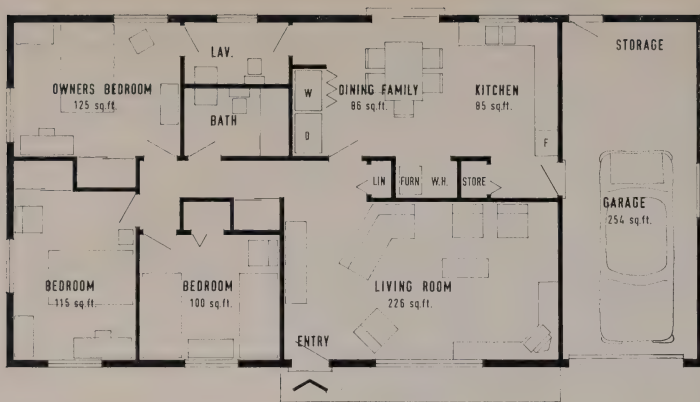 LAV.
STORAGE
OWNERS BEDROOM
125 sq.ft.
W
DINING FAMILY
86 sq.ft.
KITCHEN
85 sq.ft.
BATH
D
F
LIN
FURN
W.H.
STORE
GARAGE
254 sq.ft.
BEDROOM
115 sq.ft.
BEDROOM
100 sq.ft.
LIVING ROOM
226 sq.ft.
ENTRY